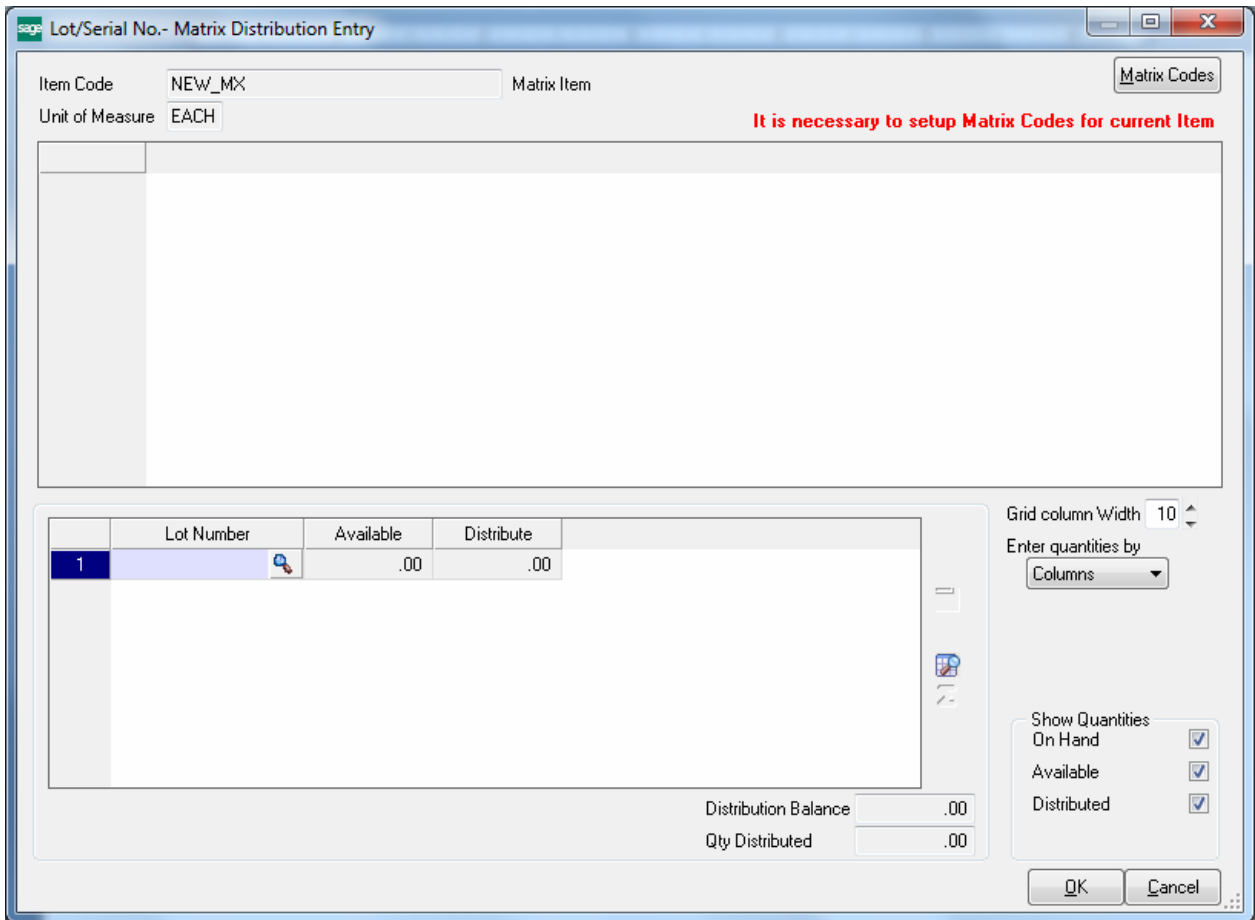 sage Lot/Serial No.- Matrix Distribution Entry
Item Code NEW_MX Matrix Item Matrix Codes
Unit of Measure EACH It is necessary to setup Matrix Codes for current Item
Lot Number Available Distribute
1 .00 .00
Grid column Width 10
Enter quantities by
Columns
Show Quantities
On Hand
Available
Distributed
Distribution Balance .00
Qty Distributed .00
OK Cancel